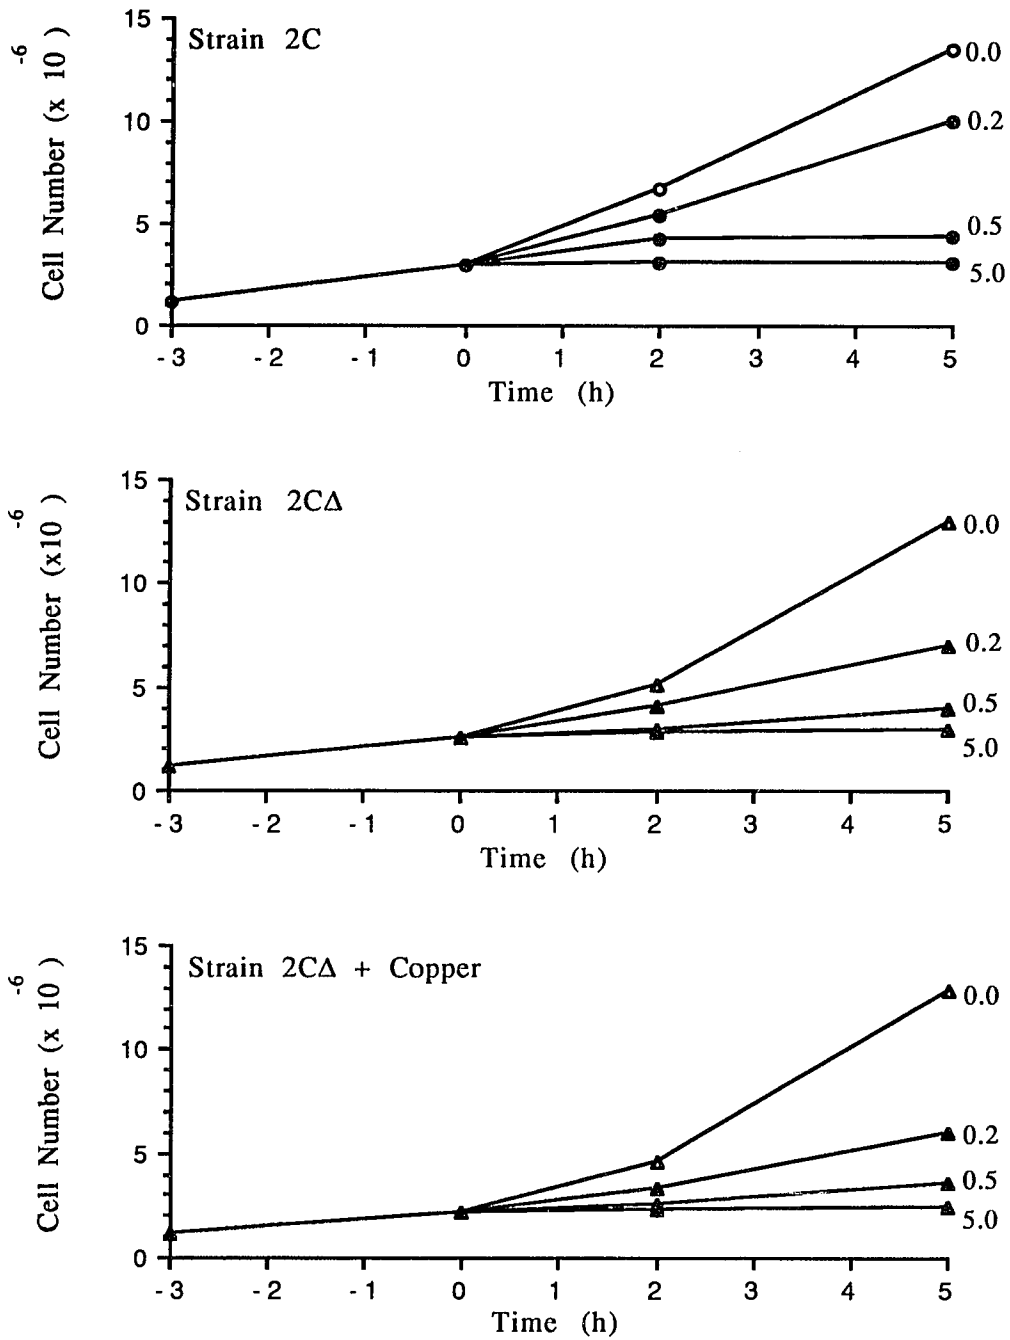 Strain 2C
Cell Number (x 10 -6 )
15
10
5
0
0.0
0.2
0.5
5.0
-3 -2 -1 0 1 2 3 4 5
Time (h)
Strain 2CΔ
Cell Number (x10 -6 )
15
10
5
0
0.0
0.2
0.5
5.0
-3 -2 -1 0 1 2 3 4 5
Time (h)
Strain 2CΔ + Copper
Cell Number (x 10 -6 )
15
10
5
0
0.0
0.2
0.5
5.0
-3 -2 -1 0 1 2 3 4 5
Time (h)